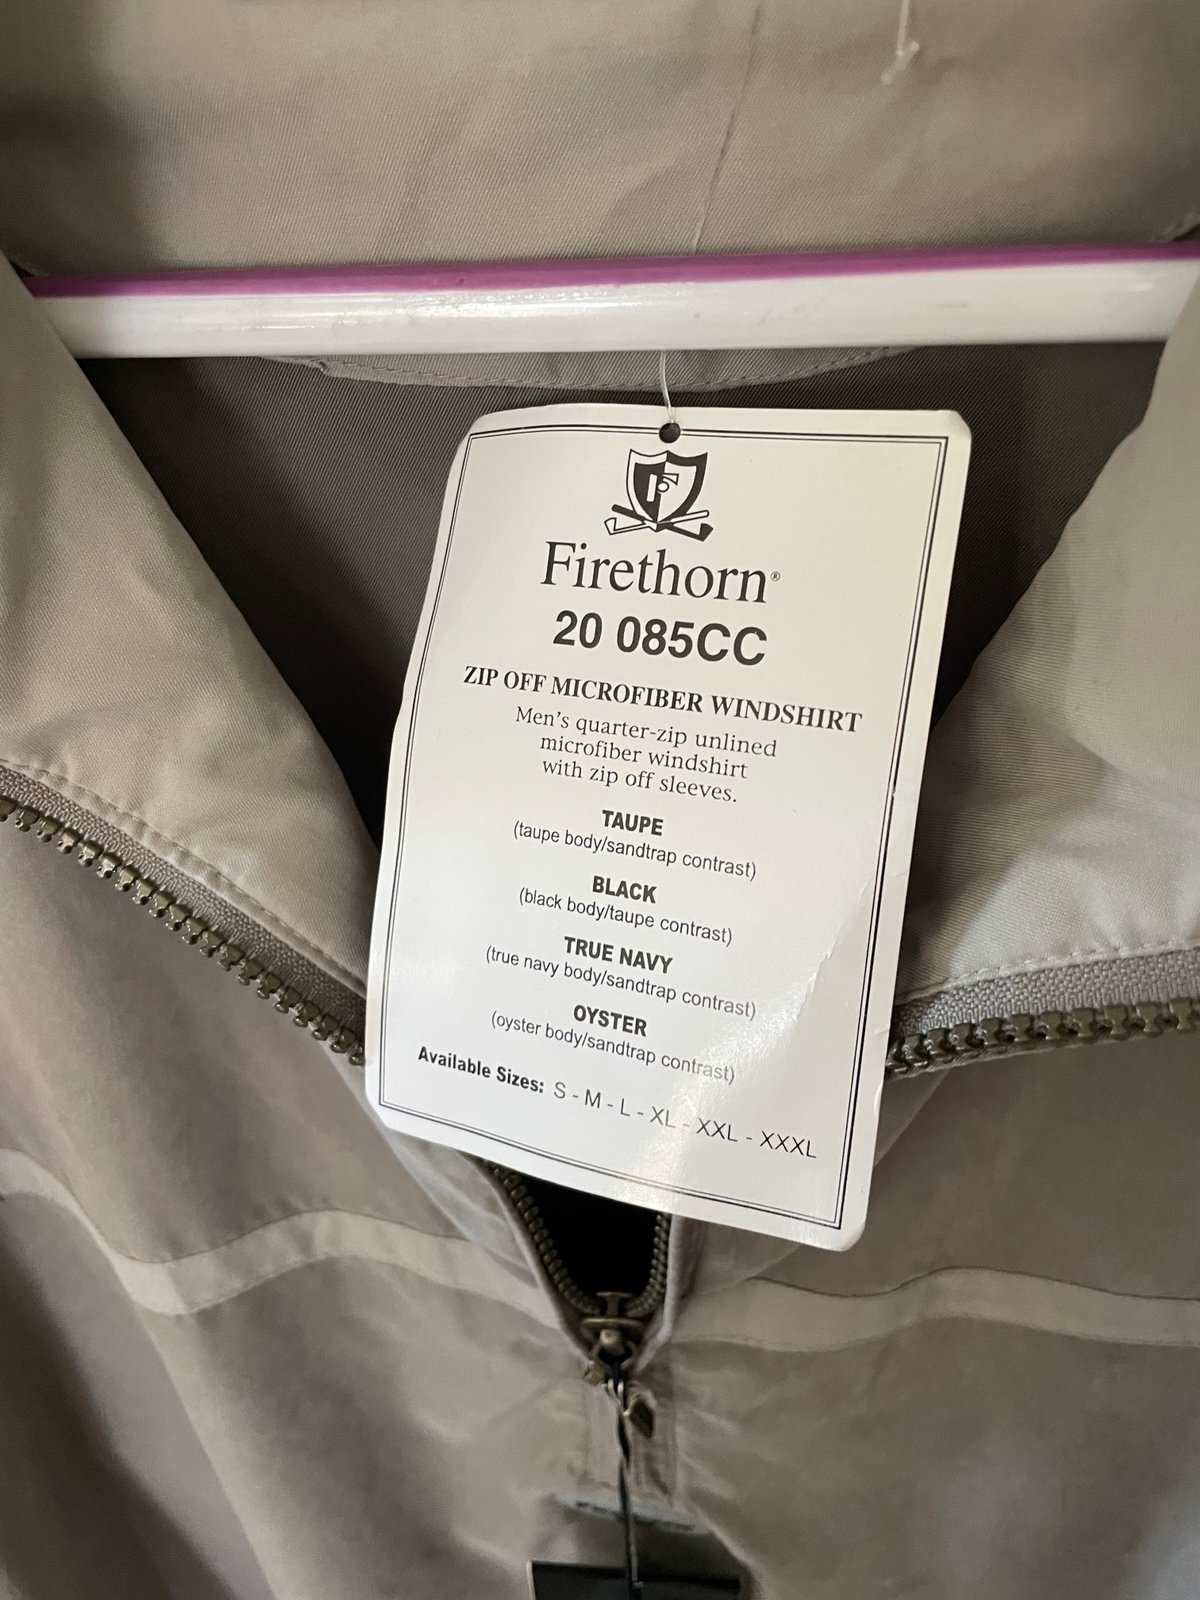 Firethorn®
20 085CC
ZIP OFF MICROFIBER WINDSHIRT
Men's quarter-zip unlined
microfiber windshirt
with zip off sleeves.
TAUPE
(taupe body/sandtrap contrast)
BLACK
(black body/taupe contrast)
TRUE NAVY
(true navy body/sandtrap contrast)
OYSTER
(oyster body/sandtrap contrast)
Available Sizes: S - M - L - XL - XXL - XXXL